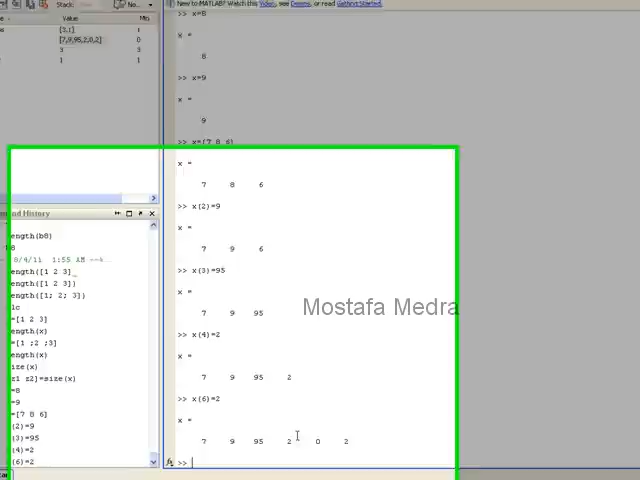 Stack: No...
New to MATLAB? Watch this Video, see Demos, or read Getting Started.
Value Min
[3,1] 1
[7,9,95,2,0,2] 0
3 3
1 1
>> x=8
x =
8
>> x=9
x =
9
>> x=[7 8 6]
x =
7 8 6
>> x(2)=9
x =
7 9 6
>> x(3)=95
x =
7 9 95
>> x(4)=2
x =
7 9 95 2
>> x(6)=2
x =
7 9 95 2 0 2
>>
Mostafa Medra
nd History
ength(b8)
8/4/11 1:55 AM --%
ength([1 2 3]
ength([1 2 3])
ength([1; 2; 3])
lc
=[1 2 3]
ength(x)
=[1 ;2 ;3]
ength(x)
ize(x)
z1 z2]=size(x)
=8
=9
=[7 8 6]
(2)=9
(3)=95
(4)=2
(6)=2